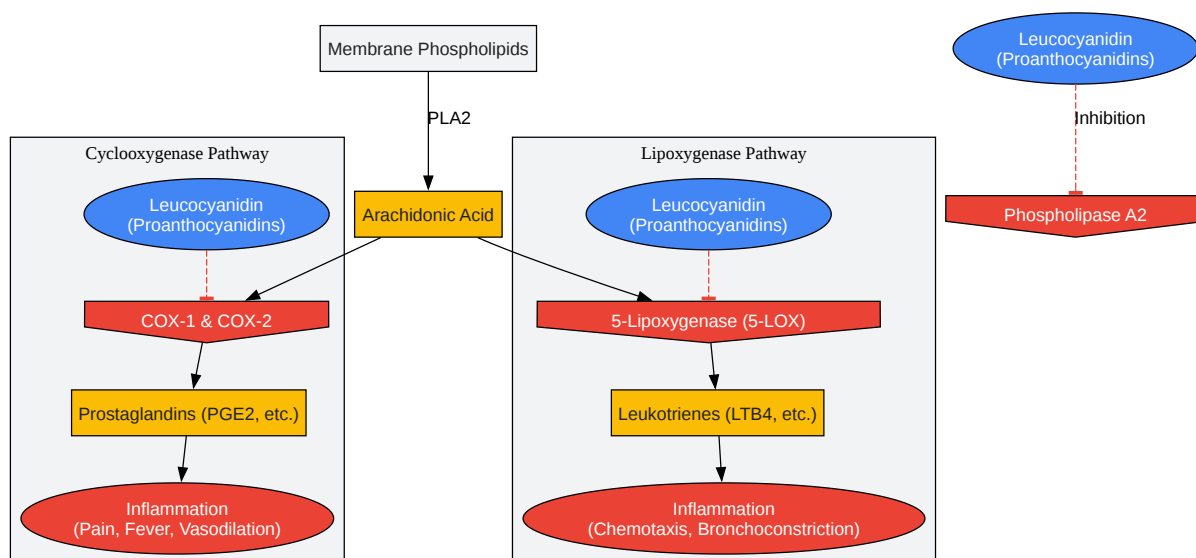 Membrane Phospholipids
PLA2
Arachidonic Acid
Cyclooxygenase Pathway
Leucocyanidin
(Proanthocyanidins)
COX-1 & COX-2
Prostaglandins (PGE2, etc.)
Inflammation
(Pain, Fever, Vasodilation)
Lipoxygenase Pathway
Leucocyanidin
(Proanthocyanidins)
5-Lipoxygenase (5-LOX)
Leukotrienes (LTB4, etc.)
Inflammation
(Chemotaxis, Bronchoconstriction)
Leucocyanidin
(Proanthocyanidins)
Inhibition
Phospholipase A2